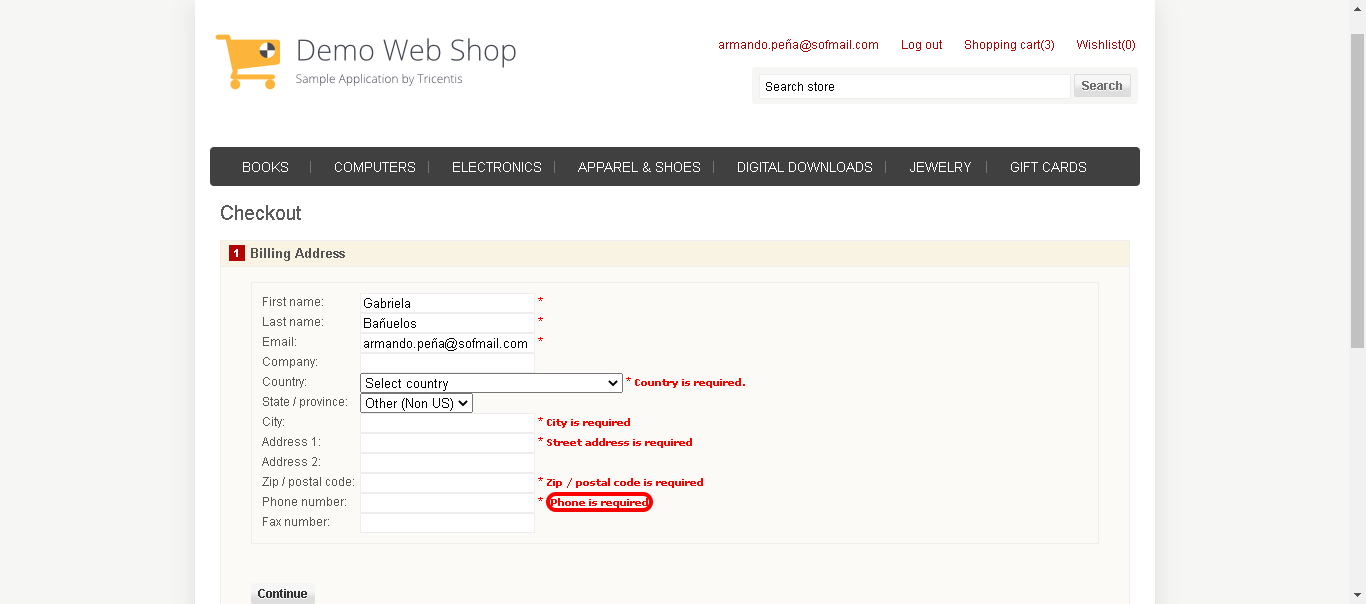 Demo Web Shop
Sample Application by Tricentis
armando.peña@sofmail.com Log out Shopping cart(3) Wishlist(0)
Search store Search
BOOKS COMPUTERS ELECTRONICS APPAREL & SHOES DIGITAL DOWNLOADS JEWELRY GIFT CARDS
Checkout
1 Billing Address
First name: Gabriela *
Last name: Bañuelos *
Email: armando.peña@sofmail.com *
Company:
Country: Select country * Country is required.
State / province: Other (Non US)
City: * City is required
Address 1: * Street address is required
Address 2:
Zip / postal code: * Zip / postal code is required
Phone number: * Phone is required
Fax number:
Continue